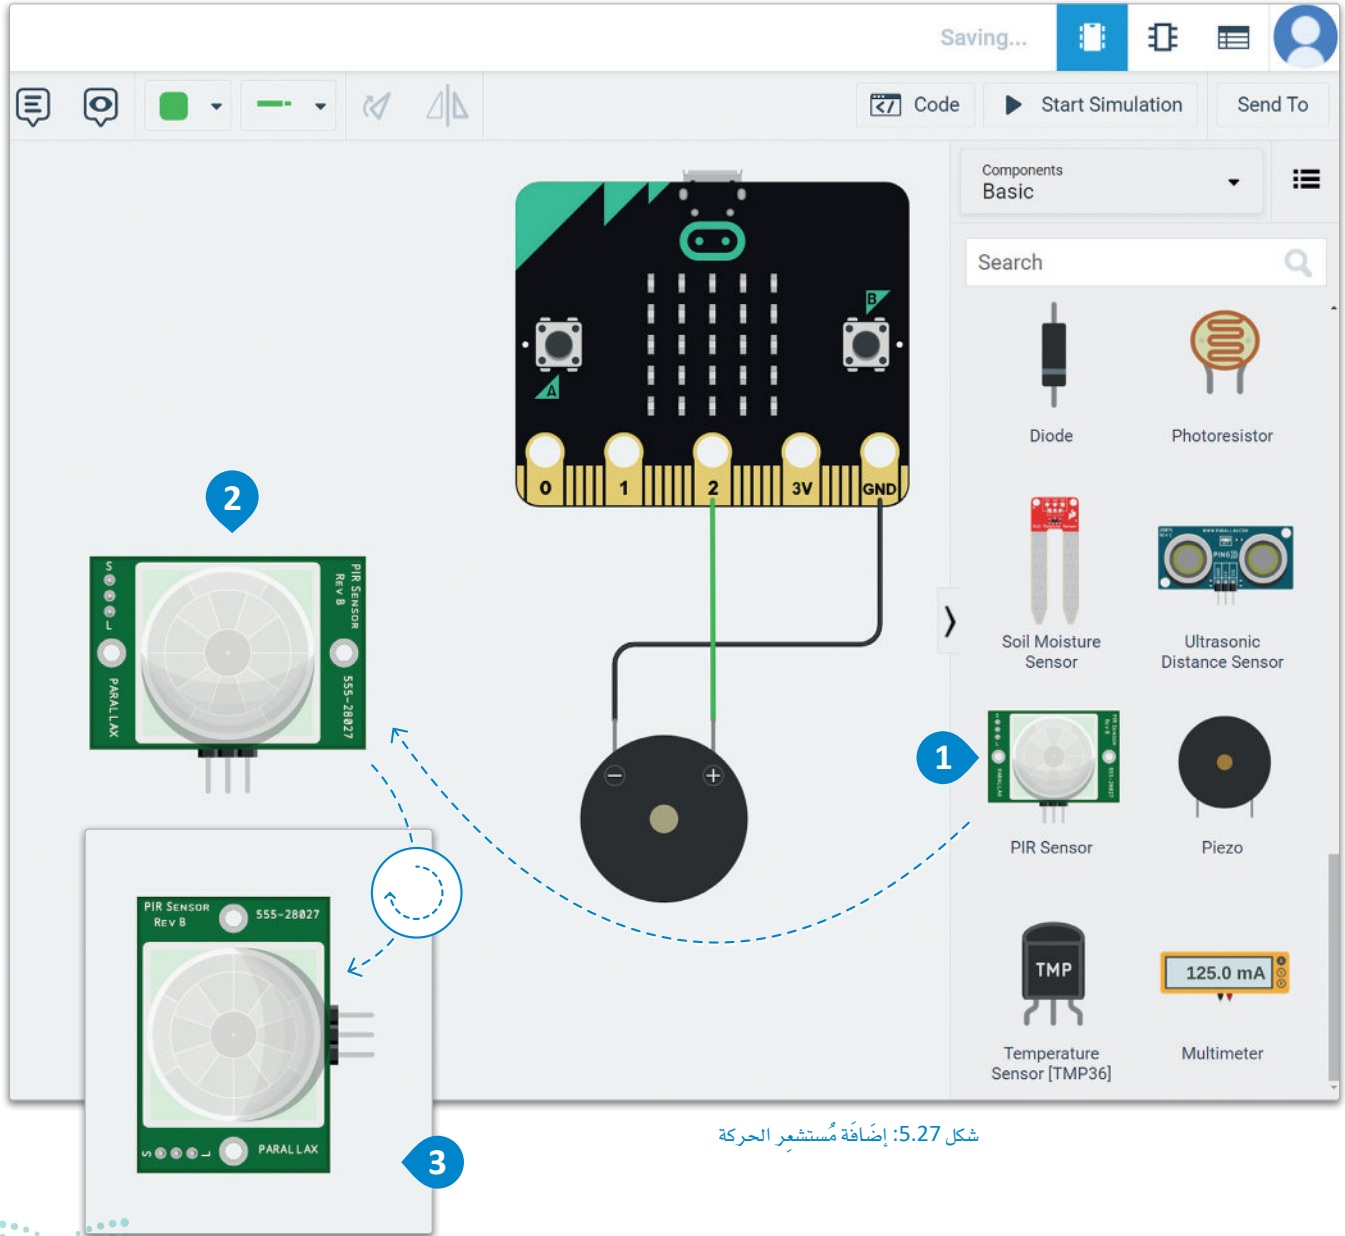 Saving...
Code
Start Simulation
Send To
Components
Basic
Search
A
B
0
1
2
3V
GND
Diode
Photoresistor
Soil Moisture
Sensor
Ultrasonic
Distance Sensor
1
PIR Sensor
Piezo
TMP
Temperature
Sensor [TMP36]
125.0 mA
Multimeter
2
S
L
PARALLAX
PIR SENSOR
REV B
555-28027
PIR SENSOR
REV B
555-28027
S
L
PARALLAX
3
شكل 5.27: إضَافَة مُستشعِر الحركة